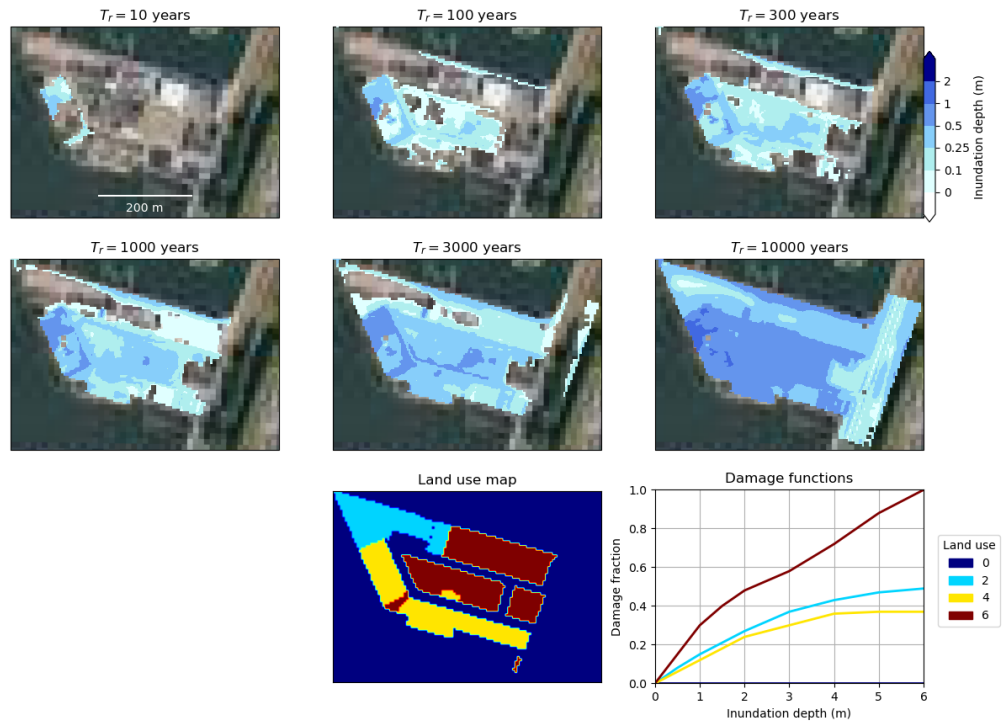 T_r = 10 years
T_r = 100 years
T_r = 300 years
200 m
2
1
0.5
0.25
0.1
0
Inundation depth (m)
T_r = 1000 years
T_r = 3000 years
T_r = 10000 years
Land use map
Damage functions
1.0
0.8
0.6
0.4
0.2
0.0
Damage fraction
0 1 2 3 4 5 6
Inundation depth (m)
Land use
0
2
4
6